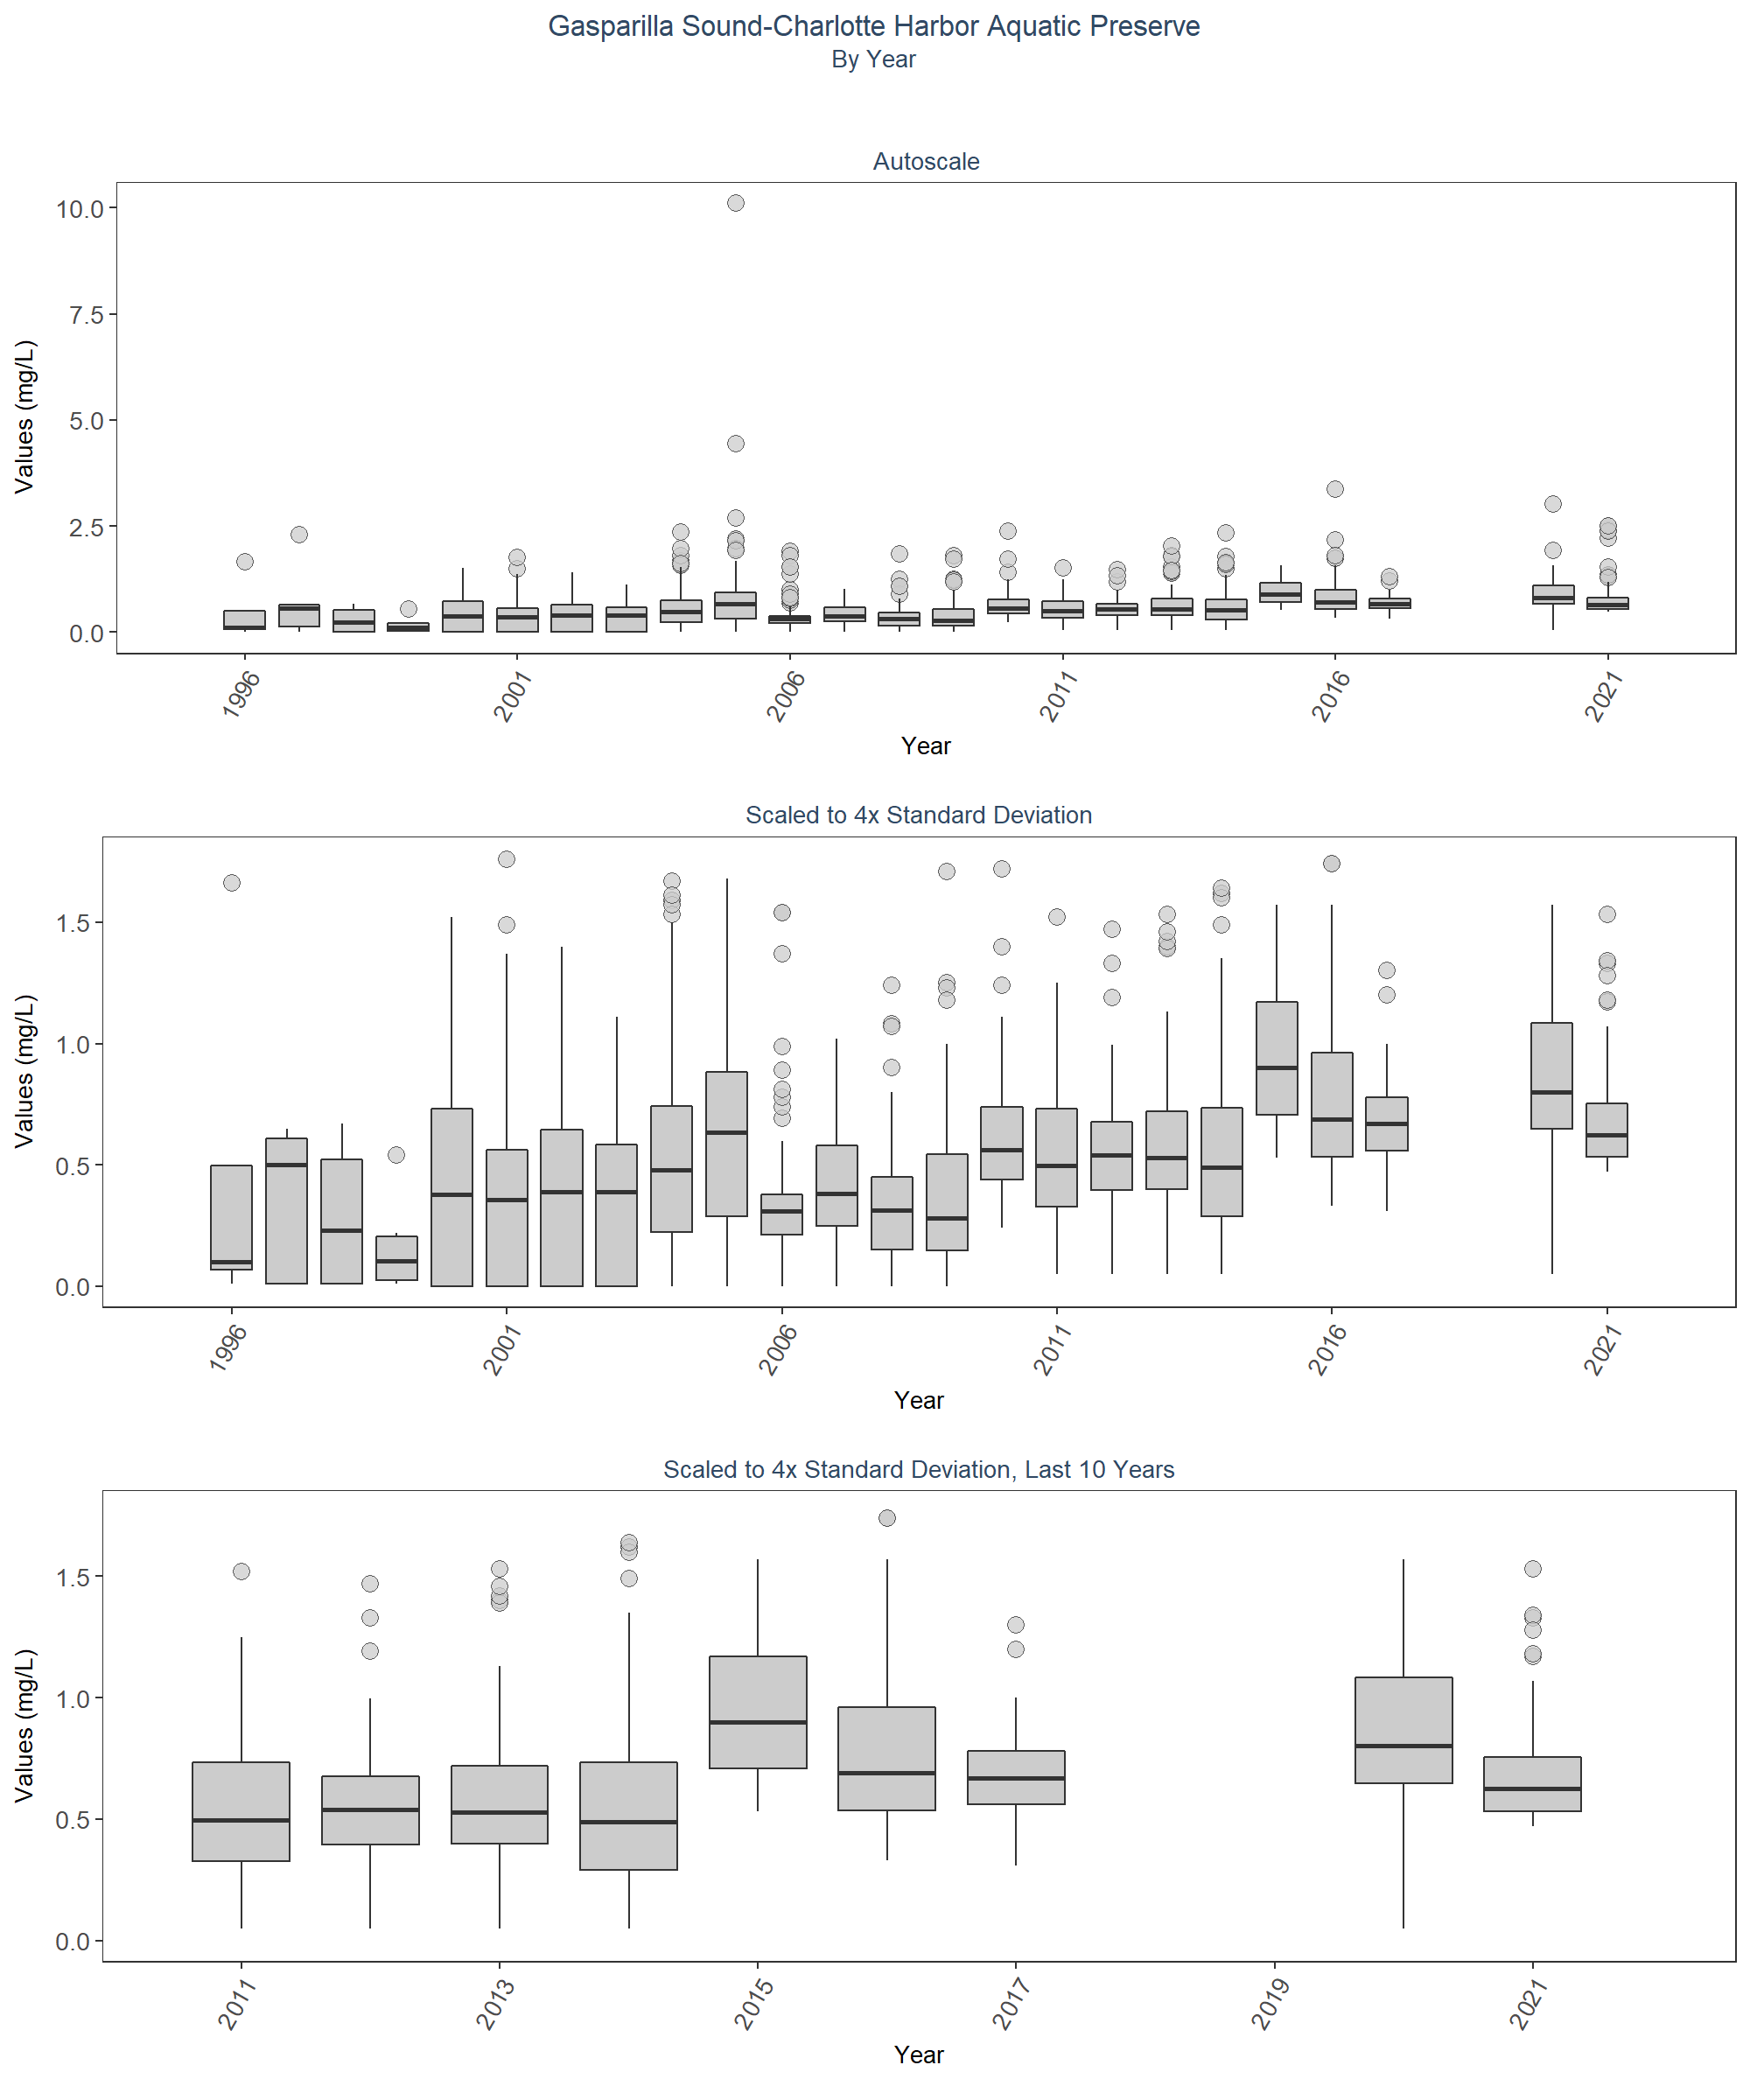 Gasparilla Sound-Charlotte Harbor Aquatic Preserve
By Year
Autoscale
Values (mg/L)
10.0
7.5
5.0
2.5
0.0
1996
2001
2006
2011
2016
2021
Year
Scaled to 4x Standard Deviation
Values (mg/L)
1.5
1.0
0.5
0.0
1996
2001
2006
2011
2016
2021
Year
Scaled to 4x Standard Deviation, Last 10 Years
Values (mg/L)
1.5
1.0
0.5
0.0
2011
2013
2015
2017
2019
2021
Year